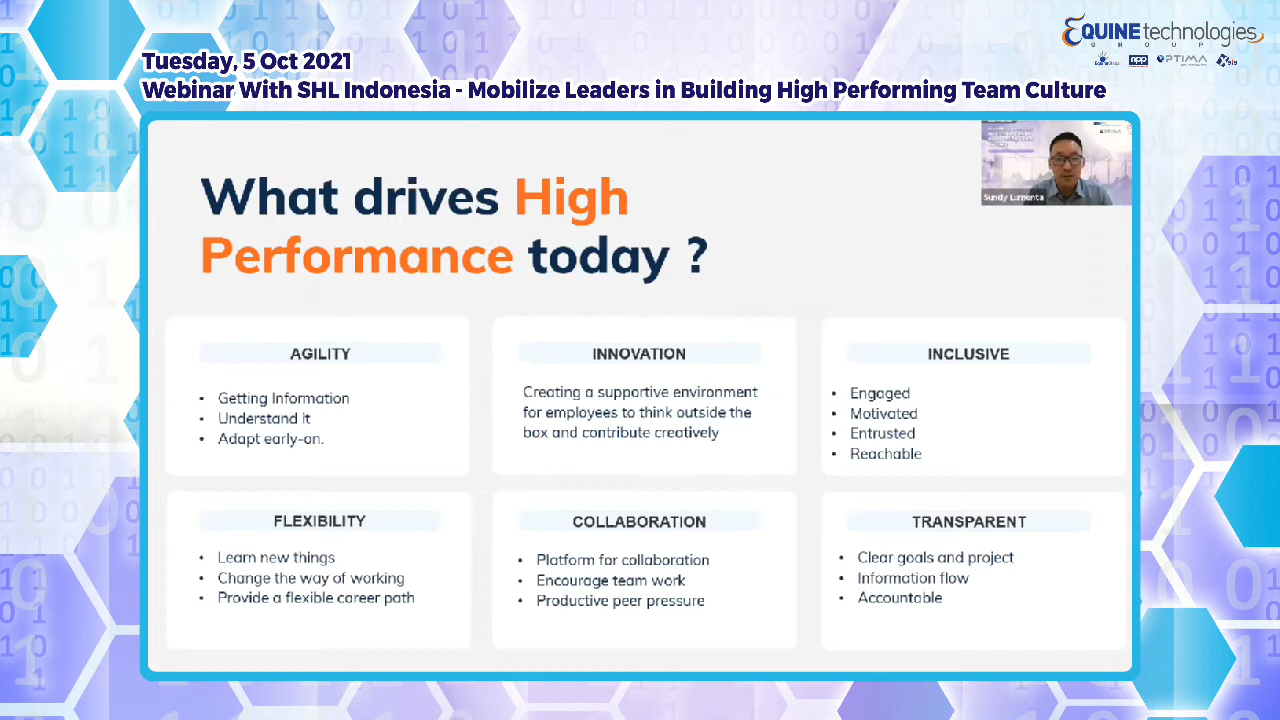 EQUINE technologies
G R O U P
OPTIMA
Tuesday, 5 Oct 2021
Webinar With SHL Indonesia - Mobilize Leaders in Building High Performing Team Culture
Sundy Lumenta
What drives High
Performance today ?
AGILITY
• Getting Information
• Understand it
• Adapt early-on.
INNOVATION
Creating a supportive environment
for employees to think outside the
box and contribute creatively
INCLUSIVE
• Engaged
• Motivated
• Entrusted
• Reachable
FLEXIBILITY
• Learn new things
• Change the way of working
• Provide a flexible career path
COLLABORATION
• Platform for collaboration
• Encourage team work
• Productive peer pressure
TRANSPARENT
• Clear goals and project
• Information flow
• Accountable